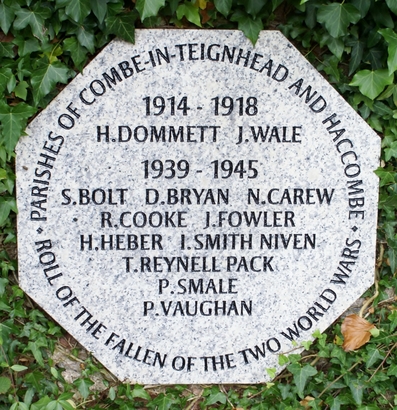 · PARISHES OF COMBE-IN-TEIGNHEAD AND HACCOMBE ·
1914 - 1918
H.DOMMETT J.WALE
1939 - 1945
S.BOLT D.BRYAN N.CAREW
R.COOKE J.FOWLER
H.HEBER I.SMITH NIVEN
T.REYNELL PACK
P.SMALE
P.VAUGHAN
ROLL OF THE FALLEN OF THE TWO WORLD WARS